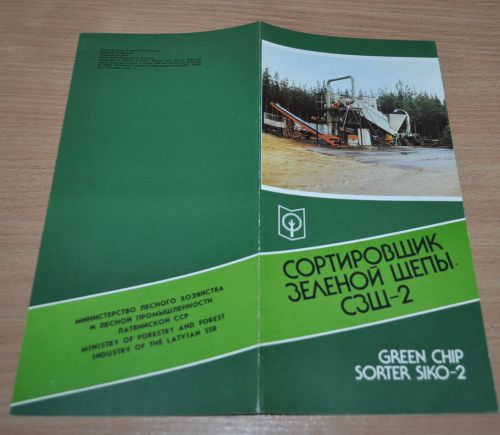 МИНИСТЕРСТВО ЛЕСНОГО ХОЗЯЙСТВА
И ЛЕСНОЙ ПРОМЫШЛЕННОСТИ
ЛАТВИЙСКОЙ ССР
MINISTRY OF FORESTRY AND FOREST
INDUSTRY OF THE LATVIAN SSR
СОРТИРОВЩИК
ЗЕЛЕНОЙ ЩЕПЫ.
СЗЩ-2
GREEN CHIP
SORTER SIKO-2